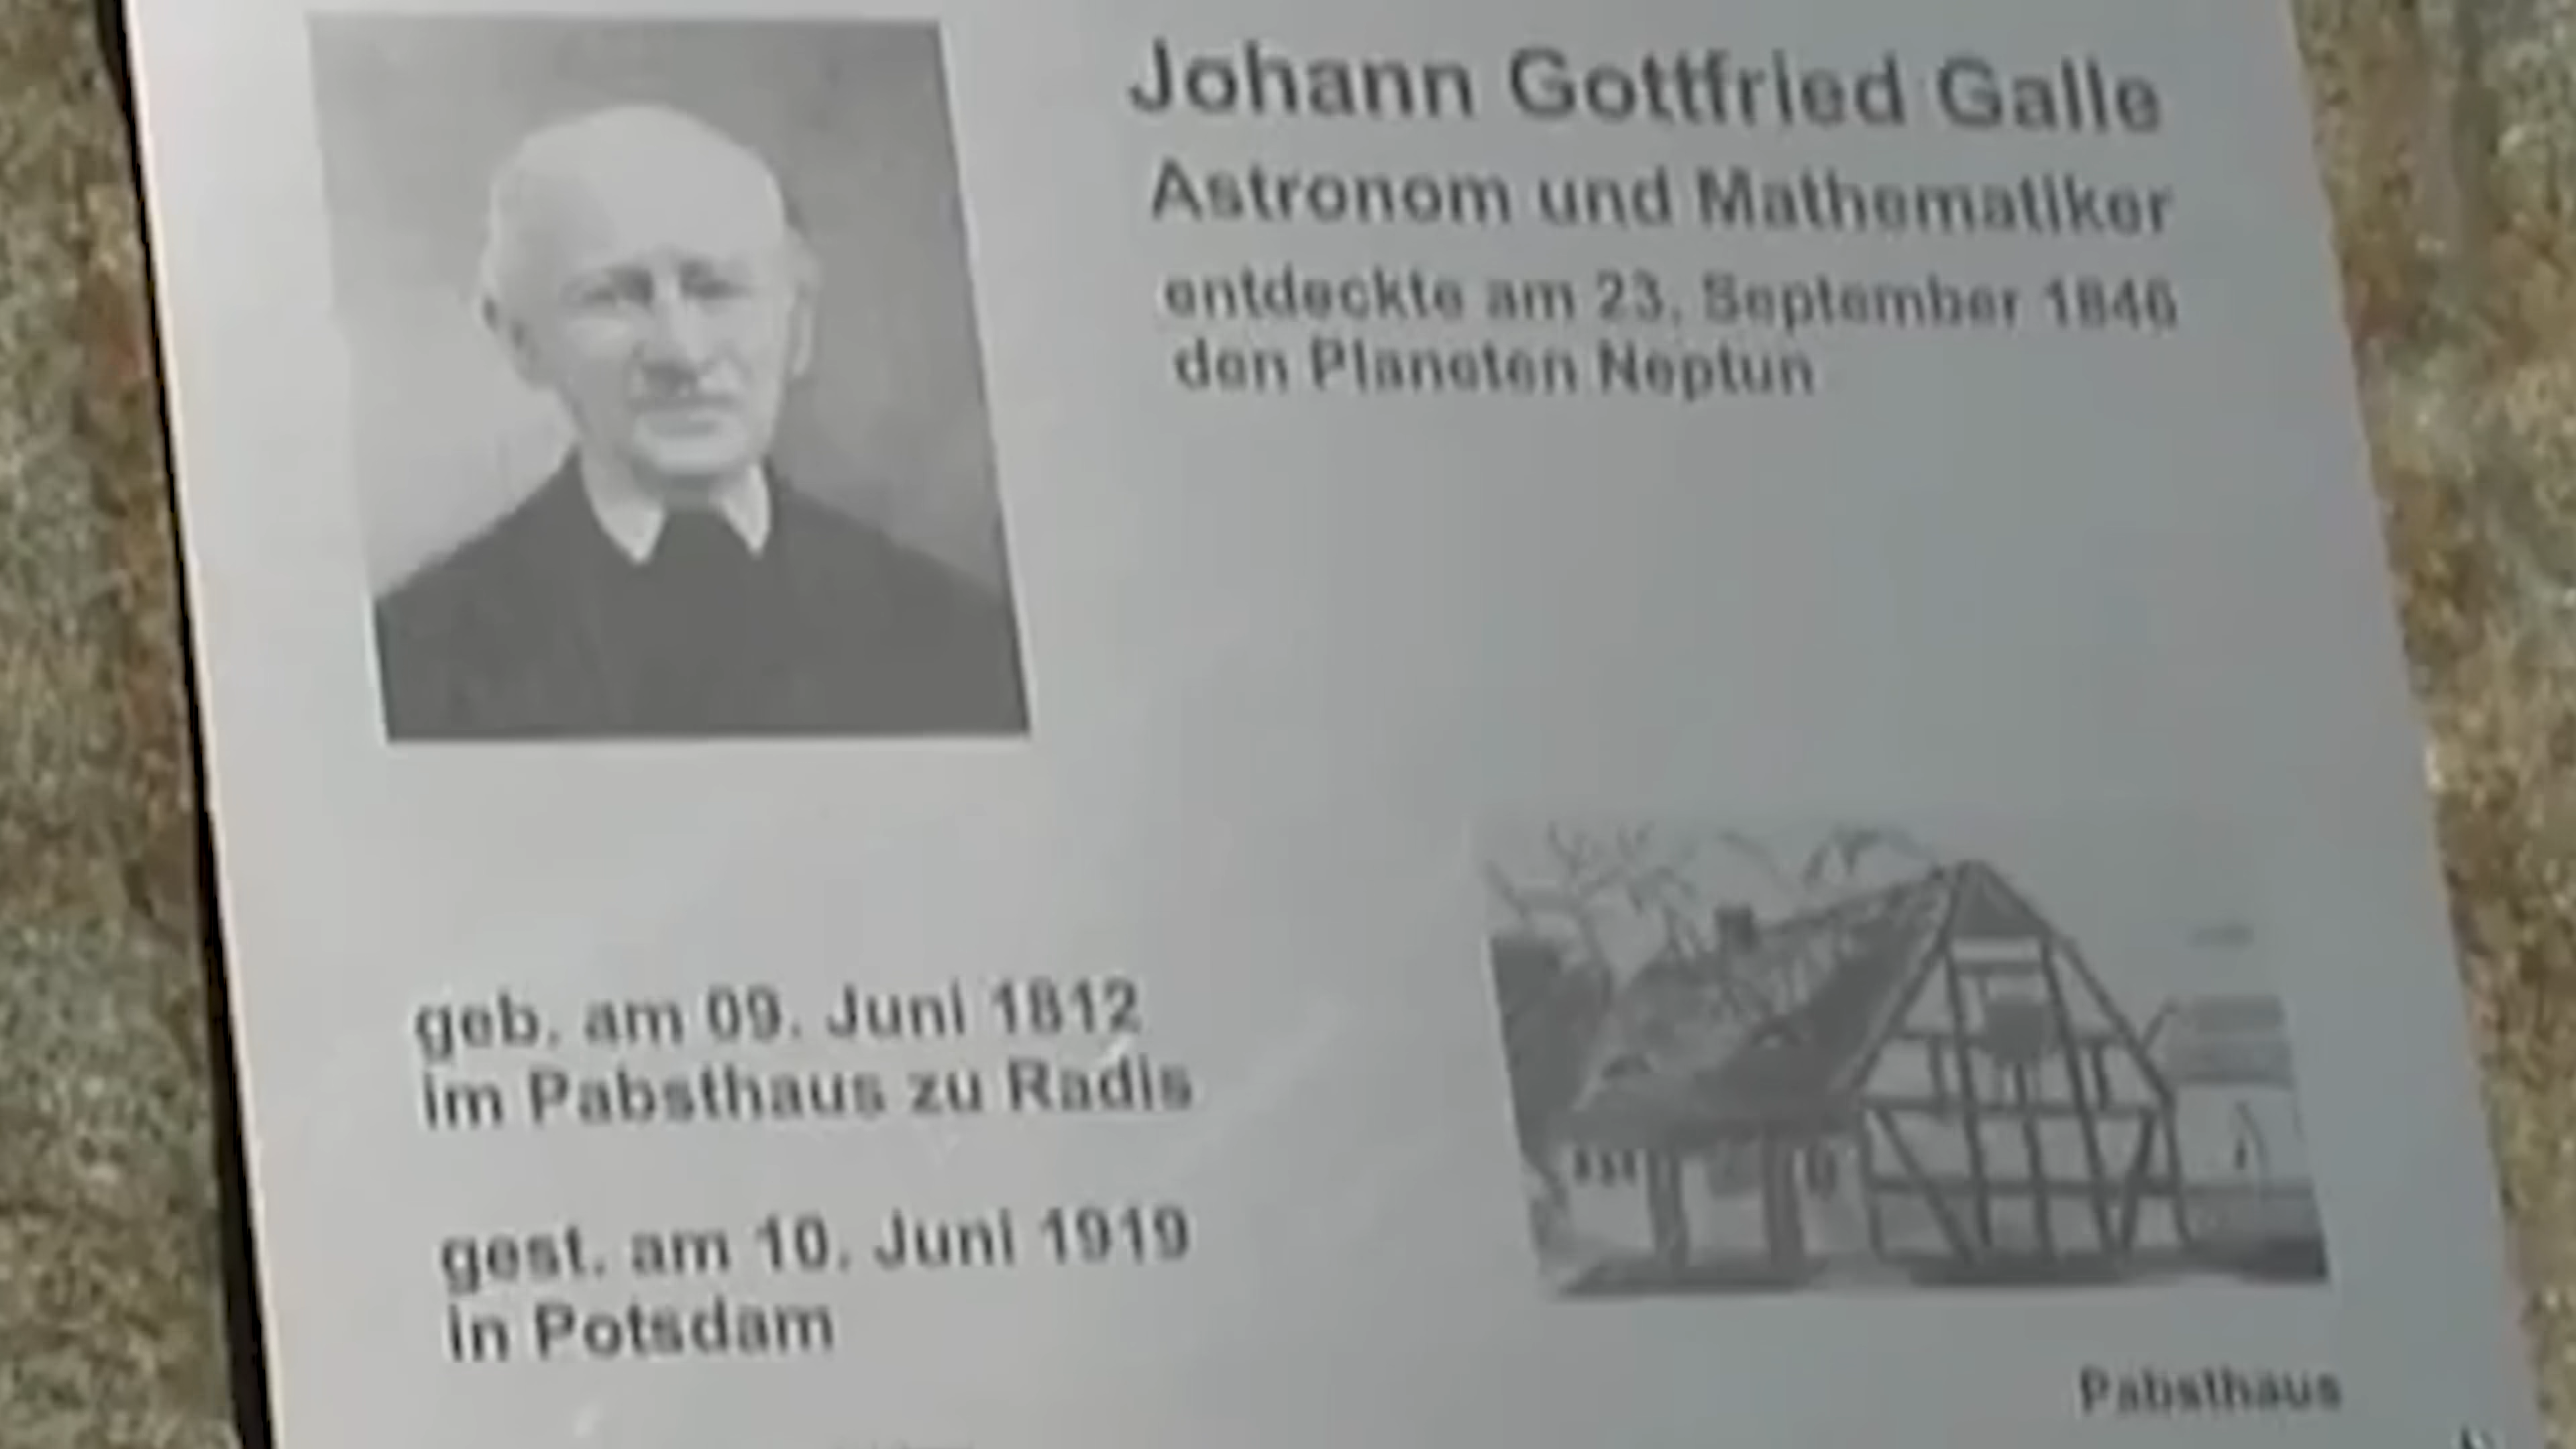 Johann Gottfried Galle
Astronom und Mathematiker
entdeckte am 23. September 1846
den Planeten Neptun
geb. am 09. Juni 1812
im Pabsthaus zu Radis
gest. am 10. Juni 1919
in Potsdam
Pabsthaus